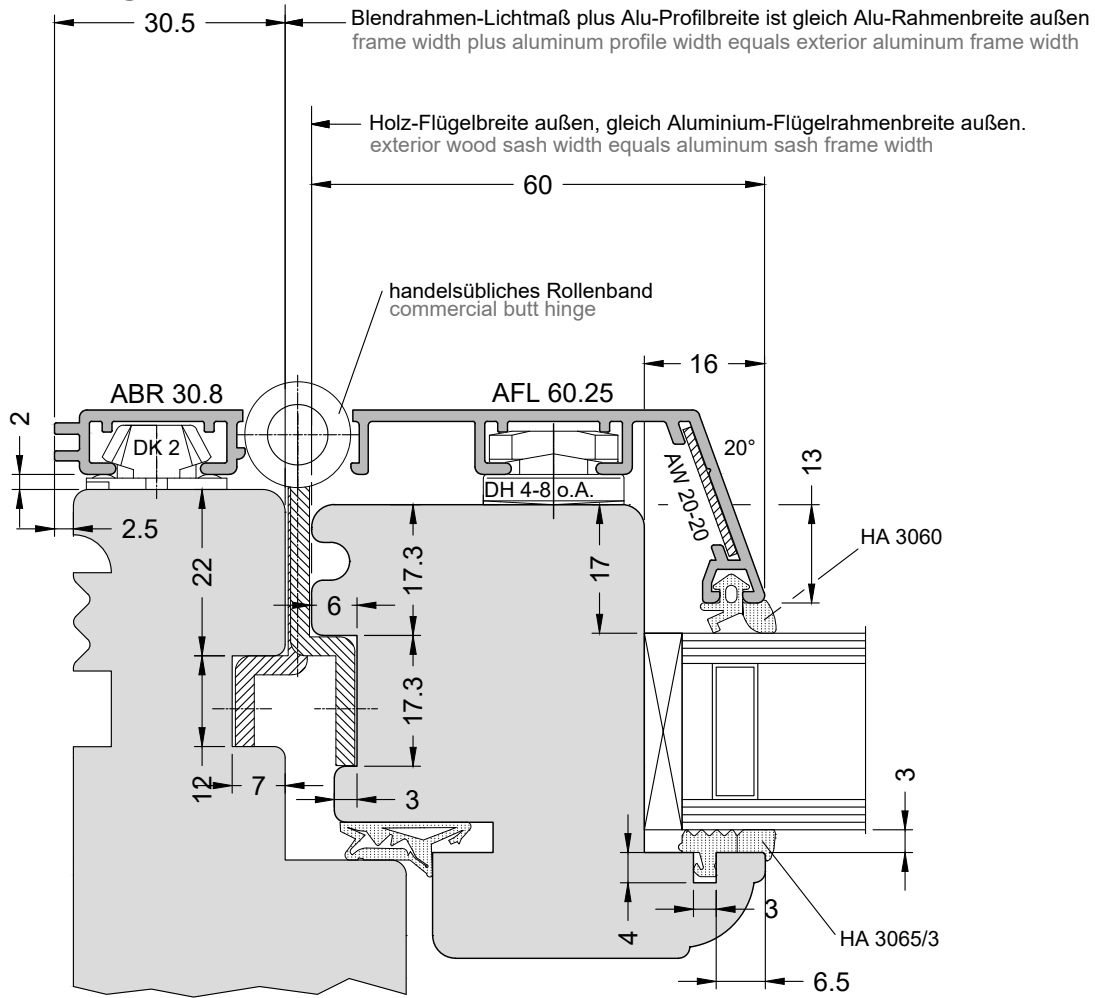 Blendrahmen-Lichtmaß plus Alu-Profilbreite ist gleich Alu-Rahmenbreite außen
30.5
frame width plus aluminum profile width equals exterior aluminum frame width
Holz-Flügelbreite außen, gleich Aluminium-Flügelrahmenbreite außen.
exterior wood sash width equals aluminum sash frame width
60
handelsübliches Rollenband
commercial butt hinge
16
ABR 30.8
AFL 60.25
2
DK 2
20°
13
DH 4-8 o.A.
AW 20-20
2.5
HA 3060
22
17.3
17
6
17.3
12
7
3
3
4
3
HA 3065/3
6.5